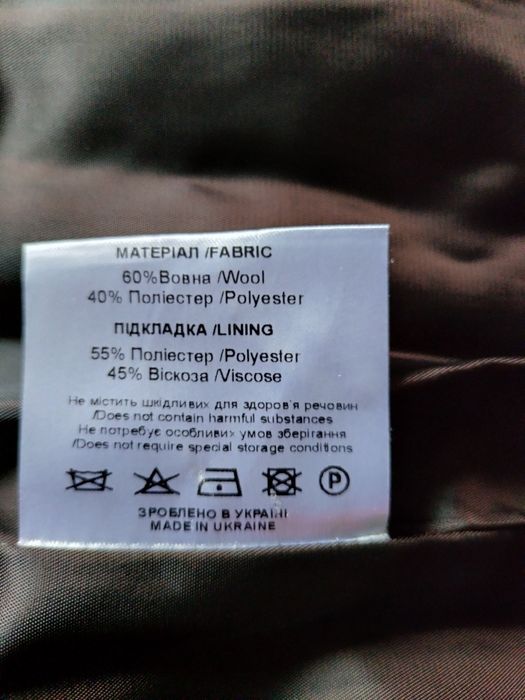 МАТЕРІАЛ /FABRIC
60%Вовна /Wool
40% Поліестер /Polyester
ПІДКЛАДКА /LINING
55% Поліестер /Polyester
45% Віскоза /Viscose
Не містить шкідливих для здоров'я речовин
/Does not contain harmful substances
Не потребує особливих умов зберігання
/Does not require special storage conditions
P
ЗРОБЛЕНО В УКРАЇНІ
MADE IN UKRAINE